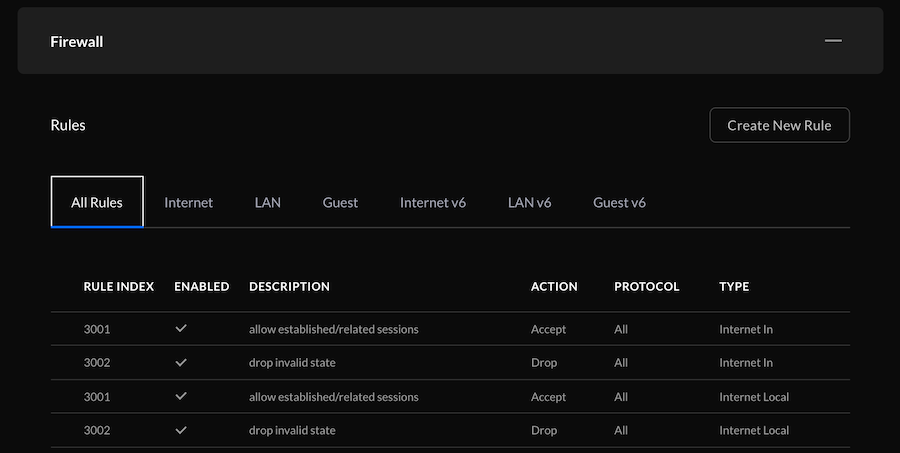 Firewall
Rules
Create New Rule
All Rules Internet LAN Guest Internet v6 LAN v6 Guest v6
RULE INDEX ENABLED DESCRIPTION ACTION PROTOCOL TYPE
3001 allow established/related sessions Accept All Internet In
3002 drop invalid state Drop All Internet In
3001 allow established/related sessions Accept All Internet Local
3002 drop invalid state Drop All Internet Local